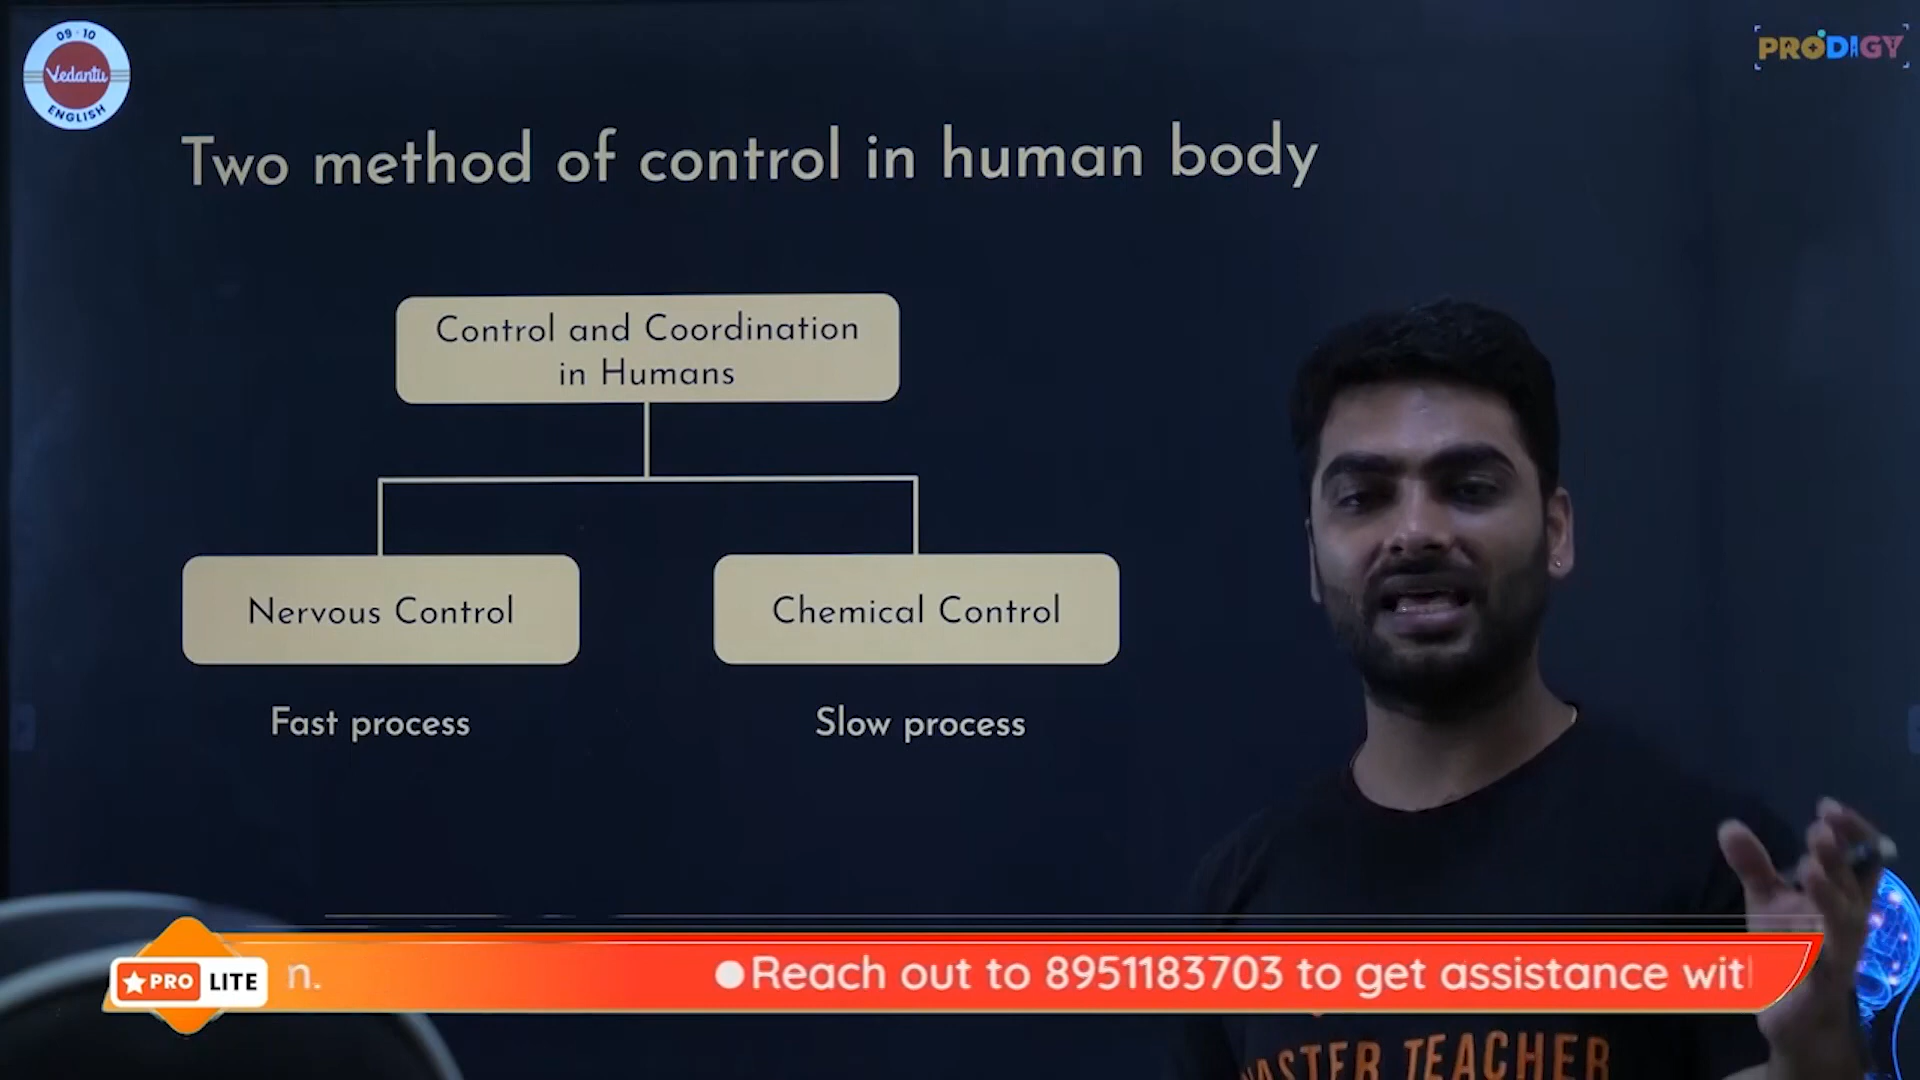 09 - 10
Vedantu
ENGLISH
PRODIGY
Two method of control in human body
Control and Coordination
in Humans
Nervous Control
Chemical Control
Fast process
Slow process
PRO LITE
n.
Reach out to 8951183703 to get assistance wit
MASTER TEACHER